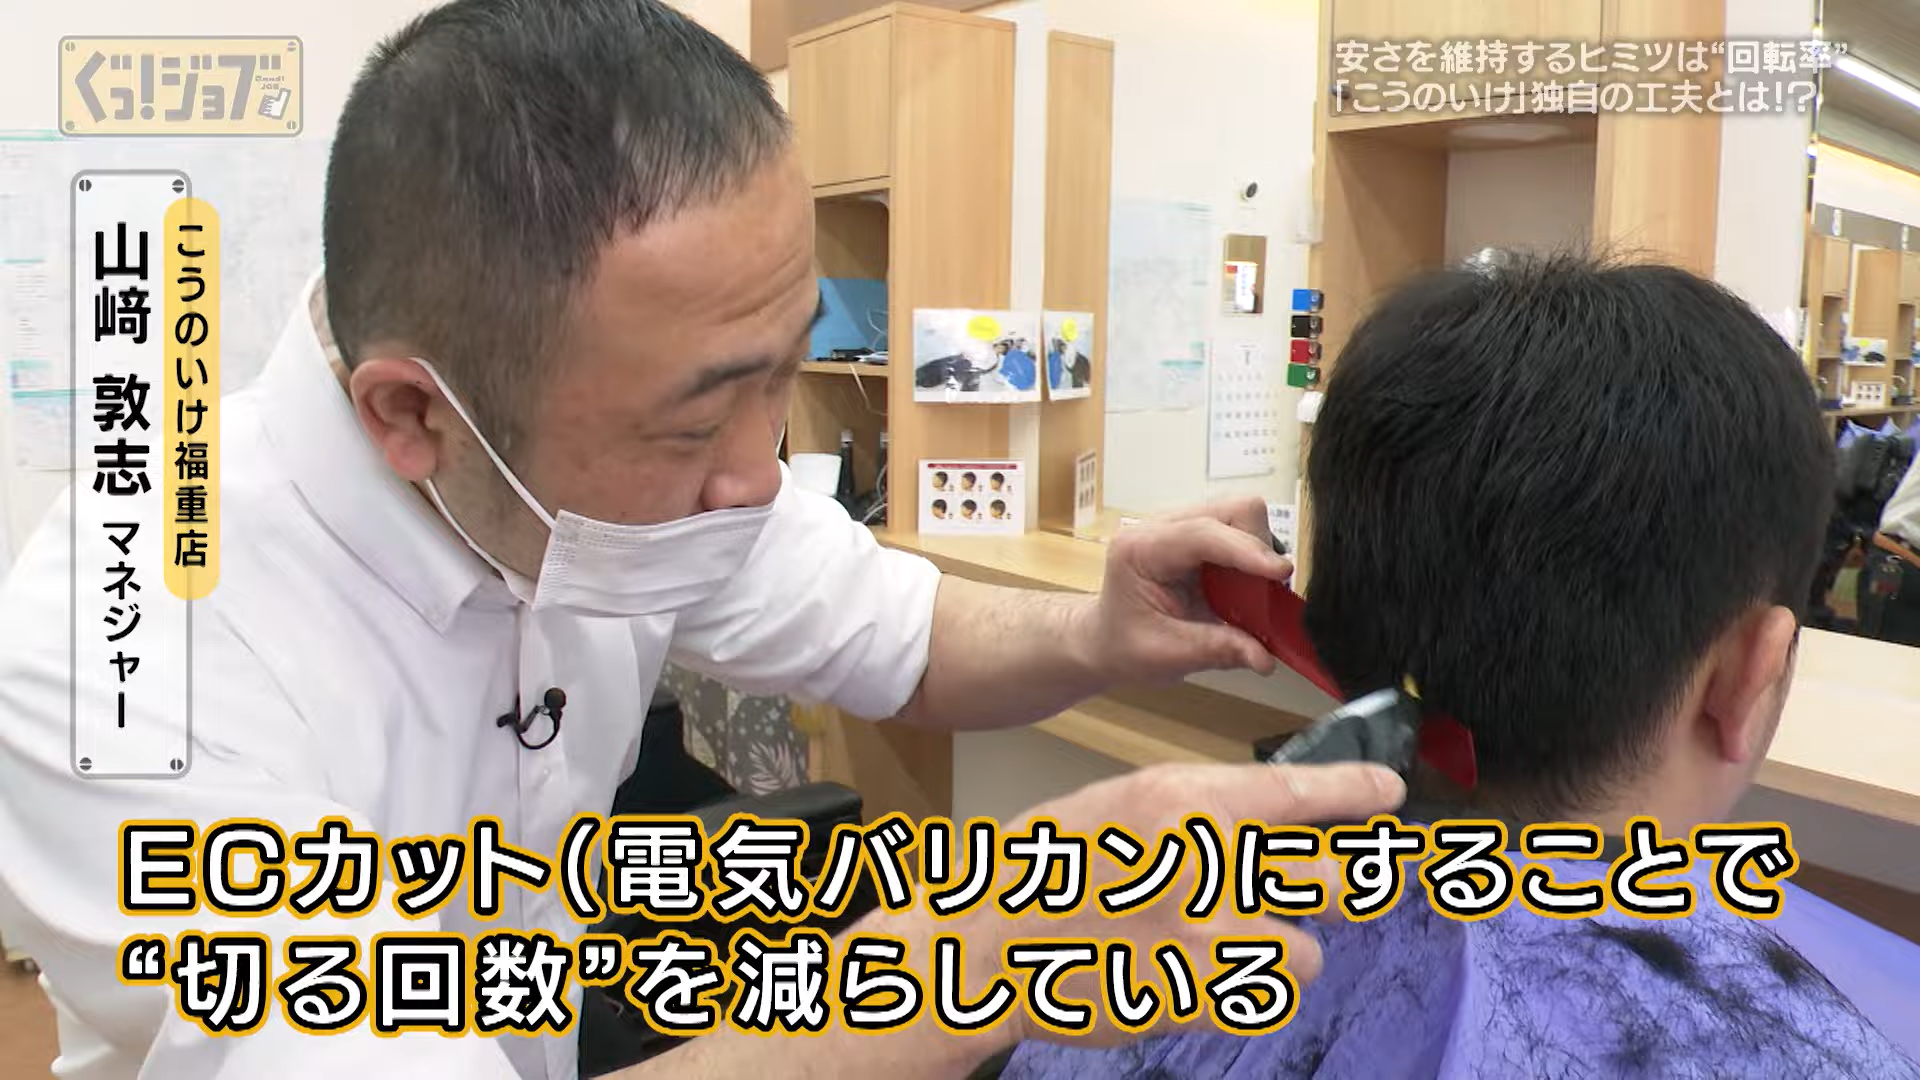 ぐっ!ジョブ
Good! JOB
安さを維持するヒミツは“回転率”
「こうのいけ」独自の工夫とは!?
こうのいけ福重店
山﨑 敦志 マネジャー
ECカット(電気バリカン)にすることで
“切る回数”を減らしている